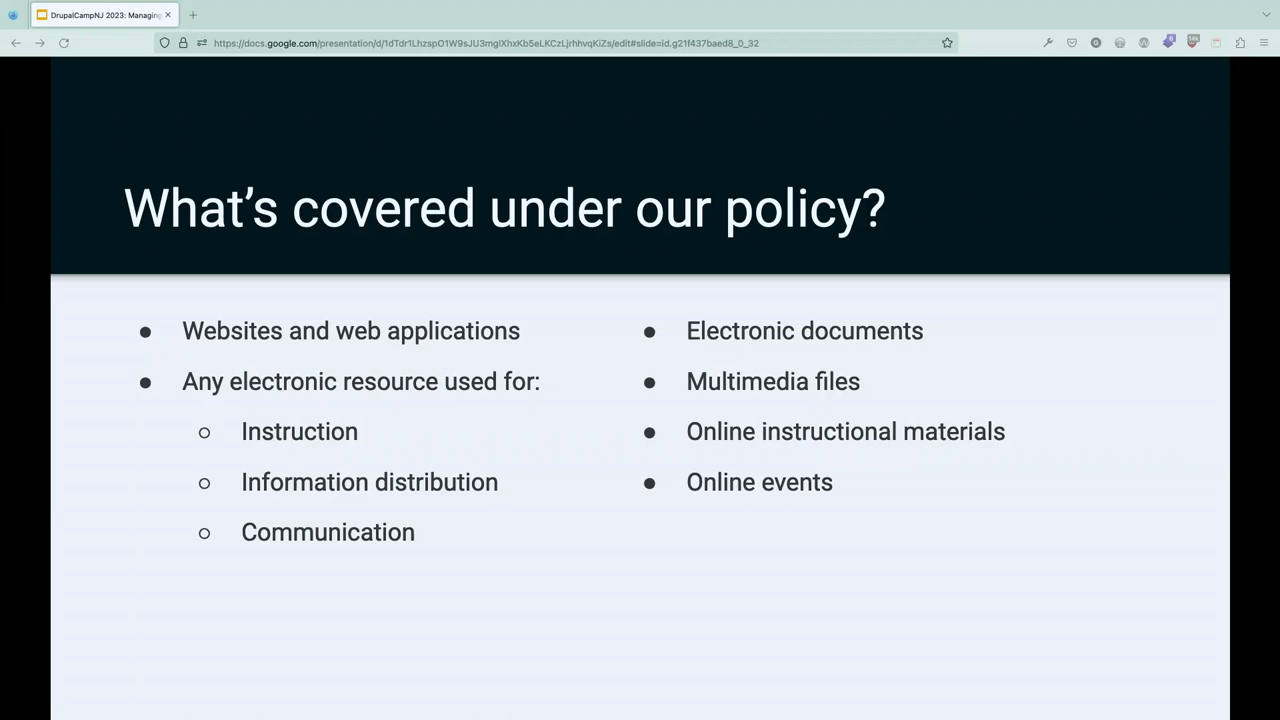 DrupalCampNJ 2023: Managing
https://docs.google.com/presentation/d/1dTdr1LhzspO1W9sJU3mglXhxKb5eLKCzLjrhhvqKiZs/edit#slide=id.g21f437baed8_0_32
What's covered under our policy?
● Websites and web applications
● Any electronic resource used for:
○ Instruction
○ Information distribution
○ Communication
● Electronic documents
● Multimedia files
● Online instructional materials
● Online events